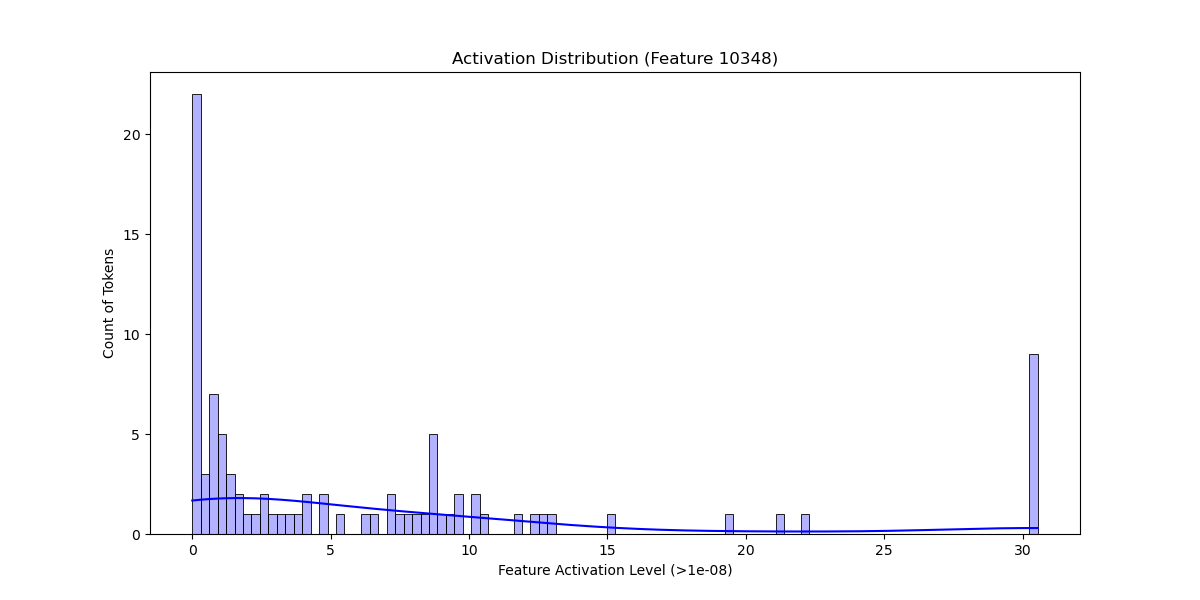 Activation Distribution (Feature 10348)
Count of Tokens
20
15
10
5
0
0 5 10 15 20 25 30
Feature Activation Level (>1e-08)